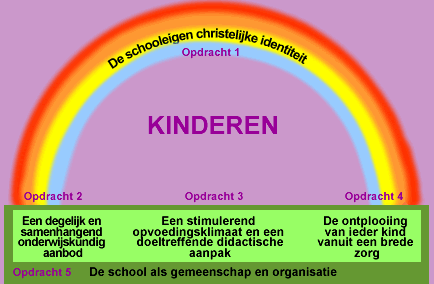 De schooleigen christelijke identiteit
Opdracht 1
KINDEREN
Opdracht 2
Opdracht 3
Opdracht 4
Een degelijk en
samenhangend
onderwijskundig
aanbod
Een stimulerend
opvoedingsklimaat en een
doeltreffende didactische
aanpak
De ontplooiing
van ieder kind
vanuit een brede
zorg
Opdracht 5 De school als gemeenschap en organisatie